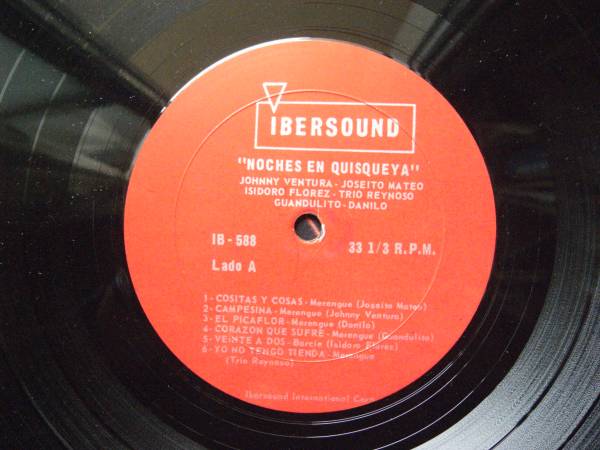 IBERSOUND
"NOCHES EN QUISQUEYA"
JOHNNY VENTURA - JOSEITO MATEO
ISIDORO FLOREZ - TRIO REYNOSO
GUANDULITO - DANILO
IB - 588 33 1/3 R.P.M.
Lado A
1 - COSITAS Y COSAS - Merengue (Joseito Mateo)
2 - CAMPESINA - Merengue (Johnny Ventura)
3 - EL PICAFLOR - Merengue (Danilo)
4 - CORAZON QUE SUFRE - Merengue (Guandulito)
5 - VEINTE A DOS - Barcie (Isidoro Florez)
6 - YO NO TENGO TIENDA - Merengue
(Trio Reynoso)
Ibersound International Corp